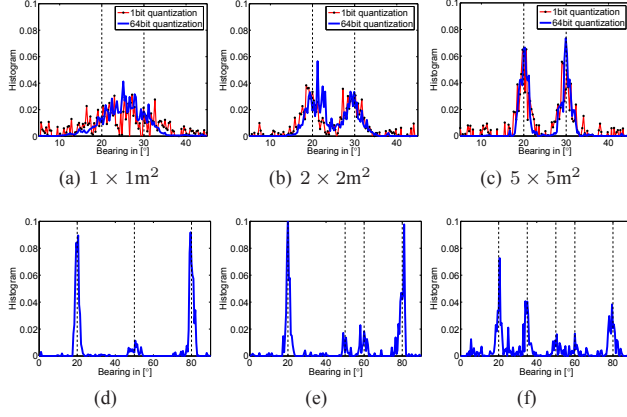 1bit quantization
64bit quantization
Histogram
0.1
0.08
0.06
0.04
0.02
0
10 20 30 40
Bearing in [°]
(a) 1 × 1m²
1bit quantization
64bit quantization
Histogram
0.1
0.08
0.06
0.04
0.02
0
10 20 30 40
Bearing in [°]
(b) 2 × 2m²
1bit quantization
64bit quantization
Histogram
0.1
0.08
0.06
0.04
0.02
0
10 20 30 40
Bearing in [°]
(c) 5 × 5m²
Histogram
0.1
0.08
0.06
0.04
0.02
0
0 20 40 60 80
Bearing in [°]
(d)
Histogram
0.1
0.08
0.06
0.04
0.02
0
0 20 40 60 80
Bearing in [°]
(e)
Histogram
0.1
0.08
0.06
0.04
0.02
0
0 20 40 60 80
Bearing in [°]
(f)